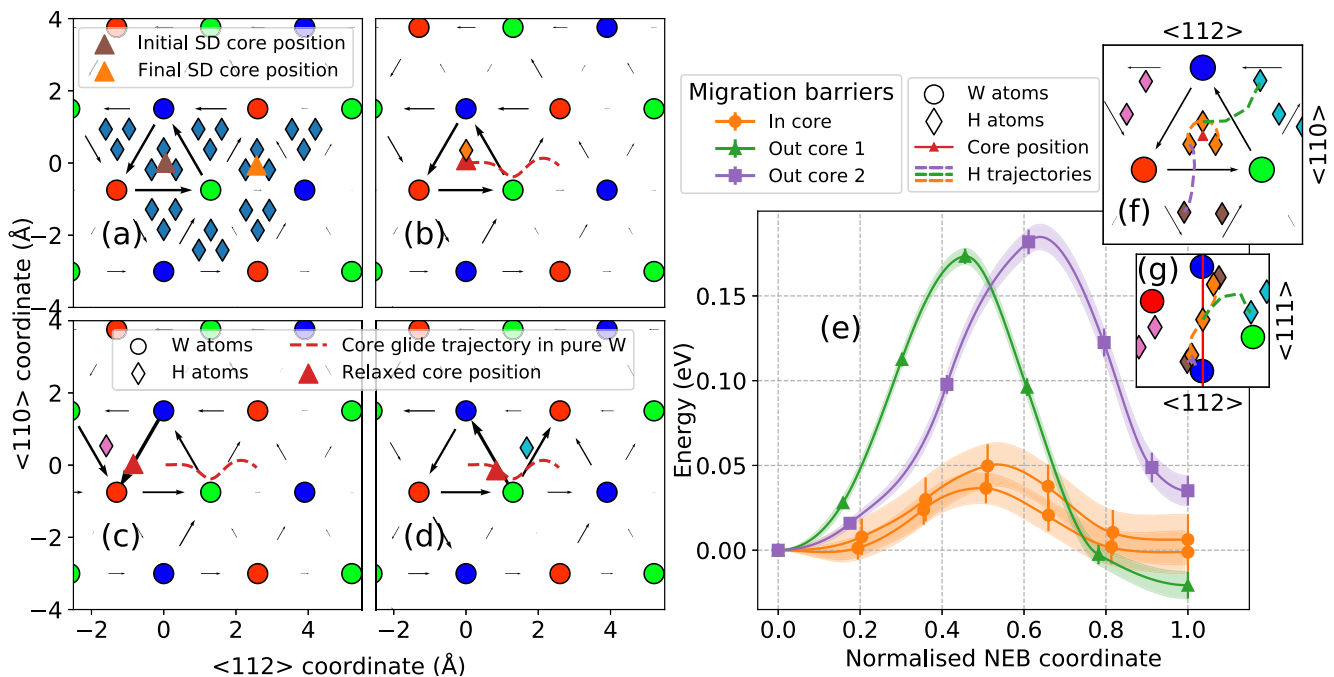 4
2
0
−2
−4
4
2
0
−2
−4
<110> coordinate (Å)
Initial SD core position
Final SD core position
(a)
(b)
W atoms
H atoms
Core glide trajectory in pure W
Relaxed core position
(c)
(d)
−2 0 2 4
−2 0 2 4
<112> coordinate (Å)
Migration barriers
In core
Out core 1
Out core 2
W atoms
H atoms
Core position
H trajectories
<112>
<110>
(f)
(g)
<111>
<112>
(e)
Energy (eV)
0.15
0.10
0.05
0.00
0.0 0.2 0.4 0.6 0.8 1.0
Normalised NEB coordinate